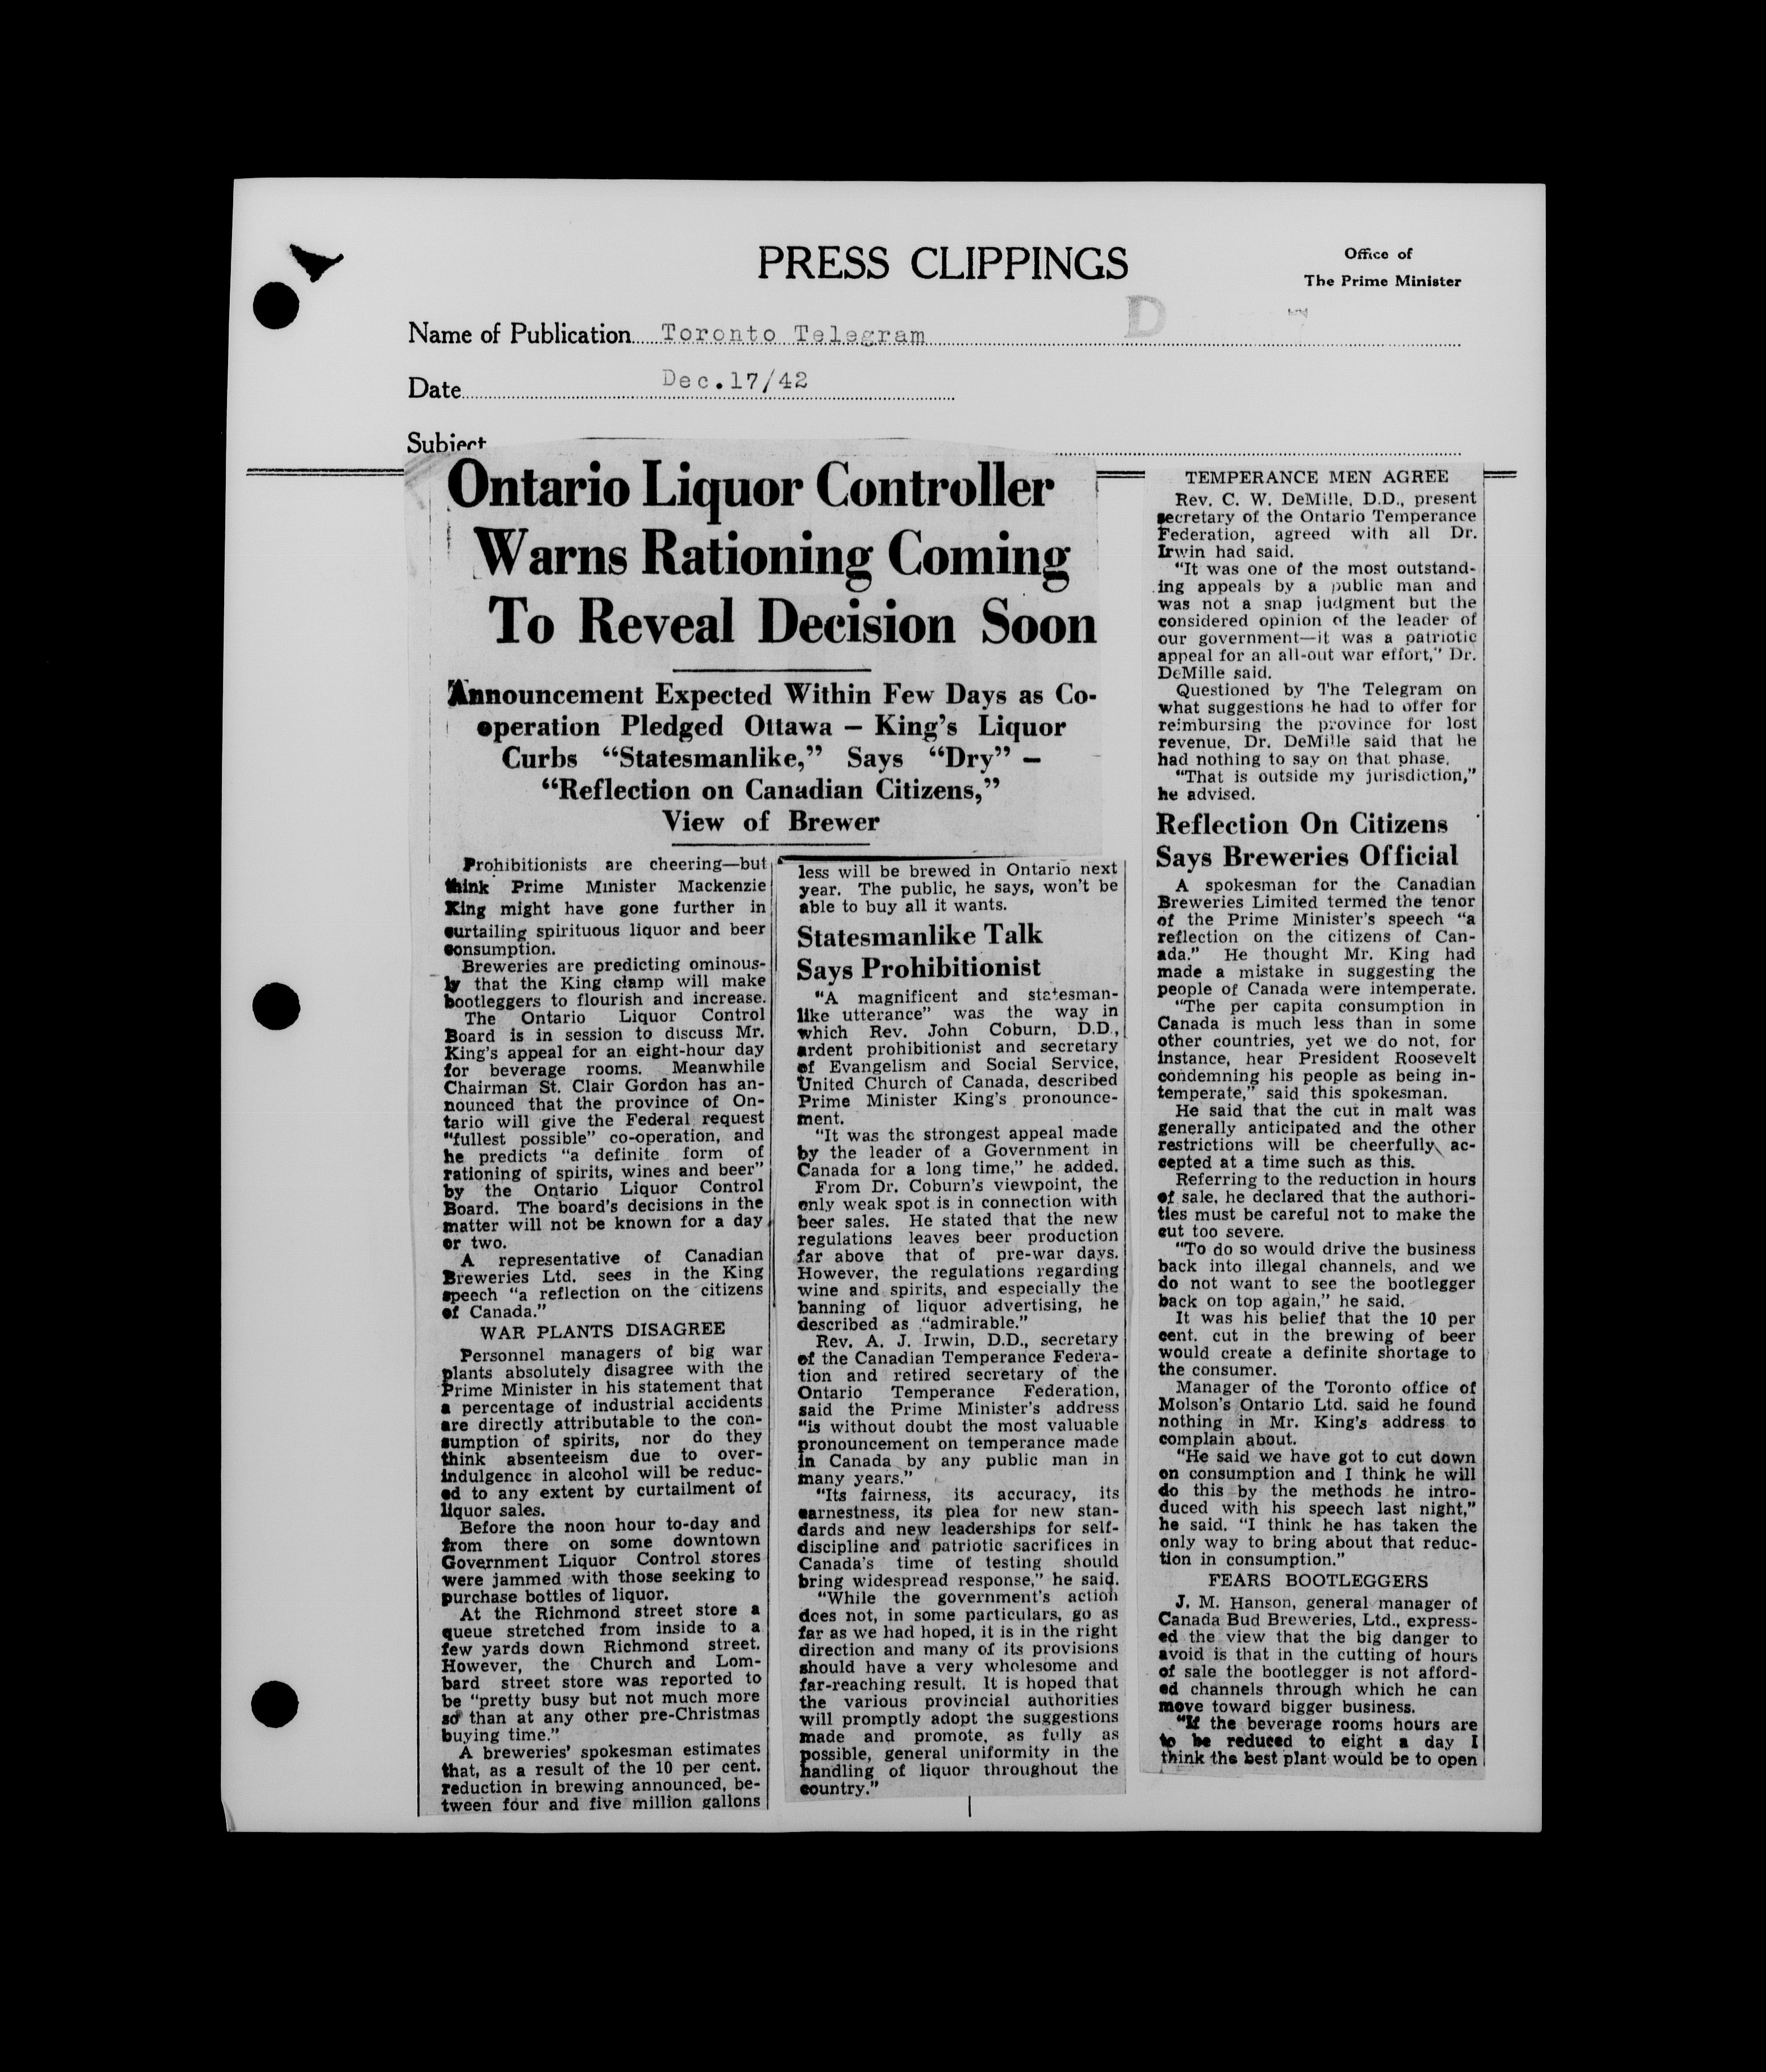 PRESS CLIPPINGS
Office of
The Prime Minister
D
Name of Publication Toronto Telegram
Date Dec.17/42
Subject
Ontario Liquor Controller
Warns Rationing Coming
To Reveal Decision Soon
Announcement Expected Within Few Days as Co-
operation Pledged Ottawa — King's Liquor
Curbs "Statesmanlike," Says "Dry" —
"Reflection on Canadian Citizens,"
View of Brewer
Prohibitionists are cheering—but
think Prime Minister Mackenzie
King might have gone further in
curtailing spirituous liquor and beer
consumption.
Breweries are predicting ominous-
ly that the King clamp will make
bootleggers to flourish and increase.
The Ontario Liquor Control
Board is in session to discuss Mr.
King's appeal for an eight-hour day
for beverage rooms. Meanwhile
Chairman St. Clair Gordon has an-
nounced that the province of On-
tario will give the Federal request
"fullest possible" co-operation, and
he predicts "a definite form of
rationing of spirits, wines and beer"
by the Ontario Liquor Control
Board. The board's decisions in the
matter will not be known for a day
or two.
A representative of Canadian
Breweries Ltd. sees in the King
speech "a reflection on the citizens
of Canada."
WAR PLANTS DISAGREE
Personnel managers of big war
plants absolutely disagree with the
Prime Minister in his statement that
a percentage of industrial accidents
are directly attributable to the con-
sumption of spirits, nor do they
think absenteeism due to over-
indulgence in alcohol will be reduc-
ed to any extent by curtailment of
liquor sales.
Before the noon hour to-day and
from there on some downtown
Government Liquor Control stores
were jammed with those seeking to
purchase bottles of liquor.
At the Richmond street store a
queue stretched from inside to a
few yards down Richmond street.
However, the Church and Lom-
bard street store was reported to
be "pretty busy but not much more
so than at any other pre-Christmas
buying time."
A breweries' spokesman estimates
that, as a result of the 10 per cent.
reduction in brewing announced, be-
tween four and five million gallons
less will be brewed in Ontario next
year. The public, he says, won't be
able to buy all it wants.
Statesmanlike Talk
Says Prohibitionist
"A magnificent and statesman-
like utterance" was the way in
which Rev. John Coburn, D.D.,
ardent prohibitionist and secretary
of Evangelism and Social Service,
United Church of Canada, described
Prime Minister King's pronounce-
ment.
"It was the strongest appeal made
by the leader of a Government in
Canada for a long time," he added.
From Dr. Coburn's viewpoint, the
only weak spot is in connection with
beer sales. He stated that the new
regulations leaves beer production
far above that of pre-war days.
However, the regulations regarding
wine and spirits, and especially the
banning of liquor advertising, he
described as "admirable."
Rev. A. J. Irwin, D.D., secretary
of the Canadian Temperance Federa-
tion and retired secretary of the
Ontario Temperance Federation,
said the Prime Minister's address
"is without doubt the most valuable
pronouncement on temperance made
in Canada by any public man in
many years."
"Its fairness, its accuracy, its
earnestness, its plea for new stan-
dards and new leaderships for self-
discipline and patriotic sacrifices in
Canada's time of testing should
bring widespread response," he said.
"While the government's action
does not, in some particulars, go as
far as we had hoped, it is in the right
direction and many of its provisions
should have a very wholesome and
far-reaching result. It is hoped that
the various provincial authorities
will promptly adopt the suggestions
made and promote, as fully as
possible, general uniformity in the
handling of liquor throughout the
country."
TEMPERANCE MEN AGREE
Rev. C. W. DeMille, D.D., present
secretary of the Ontario Temperance
Federation, agreed with all Dr.
Irwin had said.
"It was one of the most outstand-
ing appeals by a public man and
was not a snap judgment but the
considered opinion of the leader of
our government—it was a patriotic
appeal for an all-out war effort," Dr.
DeMille said.
Questioned by The Telegram on
what suggestions he had to offer for
reimbursing the province for lost
revenue, Dr. DeMille said that he
had nothing to say on that phase.
"That is outside my jurisdiction,"
he advised.
Reflection On Citizens
Says Breweries Official
A spokesman for the Canadian
Breweries Limited termed the tenor
of the Prime Minister's speech "a
reflection on the citizens of Can-
ada." He thought Mr. King had
made a mistake in suggesting the
people of Canada were intemperate.
"The per capita consumption in
Canada is much less than in some
other countries, yet we do not, for
instance, hear President Roosevelt
condemning his people as being in-
temperate," said this spokesman.
He said that the cut in malt was
generally anticipated and the other
restrictions will be cheerfully ac-
cepted at a time such as this.
Referring to the reduction in hours
of sale, he declared that the authori-
ties must be careful not to make the
cut too severe.
"To do so would drive the business
back into illegal channels, and we
do not want to see the bootlegger
back on top again," he said.
It was his belief that the 10 per
cent. cut in the brewing of beer
would create a definite shortage to
the consumer.
Manager of the Toronto office of
Molson's Ontario Ltd. said he found
nothing in Mr. King's address to
complain about.
"He said we have got to cut down
on consumption and I think he will
do this by the methods he intro-
duced with his speech last night,"
he said. "I think he has taken the
only way to bring about that reduc-
tion in consumption."
FEARS BOOTLEGGERS
J. M. Hanson, general manager of
Canada Bud Breweries, Ltd., express-
ed the view that the big danger to
avoid is that in the cutting of hours
of sale the bootlegger is not afford-
ed channels through which he can
move toward bigger business.
"If the beverage rooms hours are
to be reduced to eight a day I
think the best plant would be to open